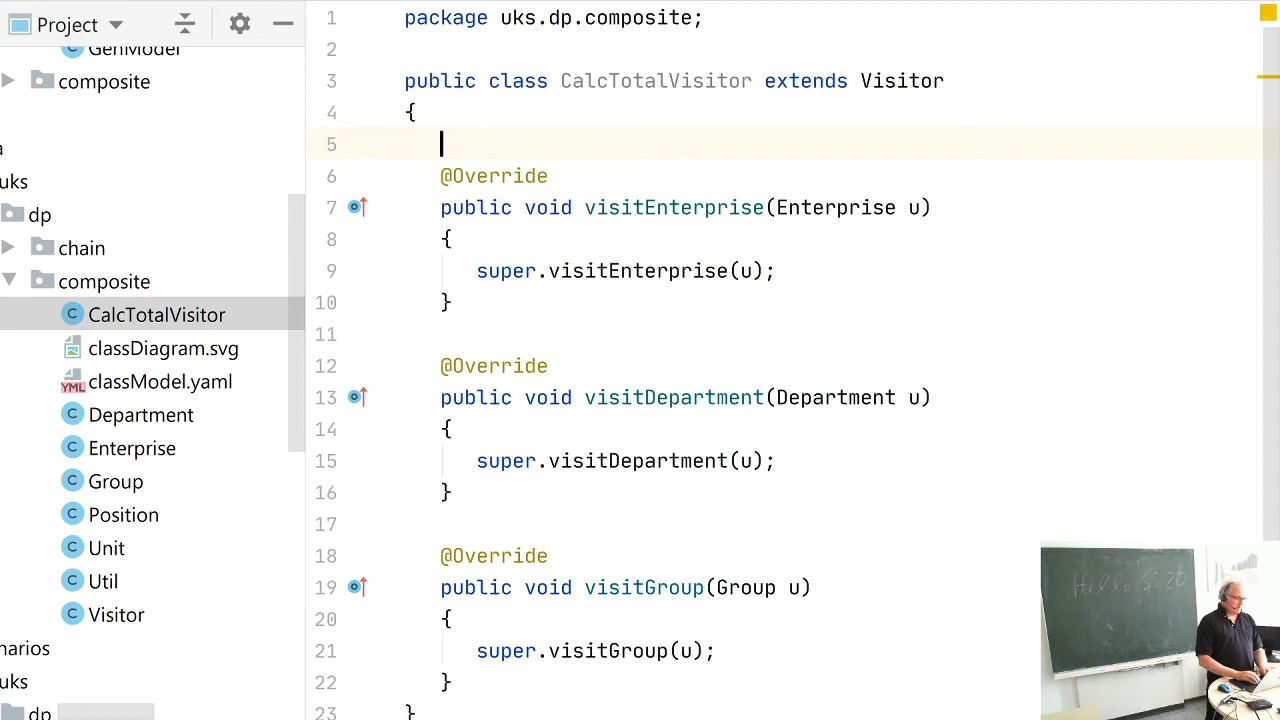 Project
GenModel
composite
a
uks
dp
chain
composite
CalcTotalVisitor
classDiagram.svg
YML classModel.yaml
C Department
C Enterprise
C Group
C Position
C Unit
C Util
C Visitor
narios
uks
dp
1 package uks.dp.composite;
2
3 public class CalcTotalVisitor extends Visitor
4 {
5
6 @Override
7 public void visitEnterprise(Enterprise u)
8 {
9 super.visitEnterprise(u);
10 }
11
12 @Override
13 public void visitDepartment(Department u)
14 {
15 super.visitDepartment(u);
16 }
17
18 @Override
19 public void visitGroup(Group u)
20 {
21 super.visitGroup(u);
22 }
23 }
Hello